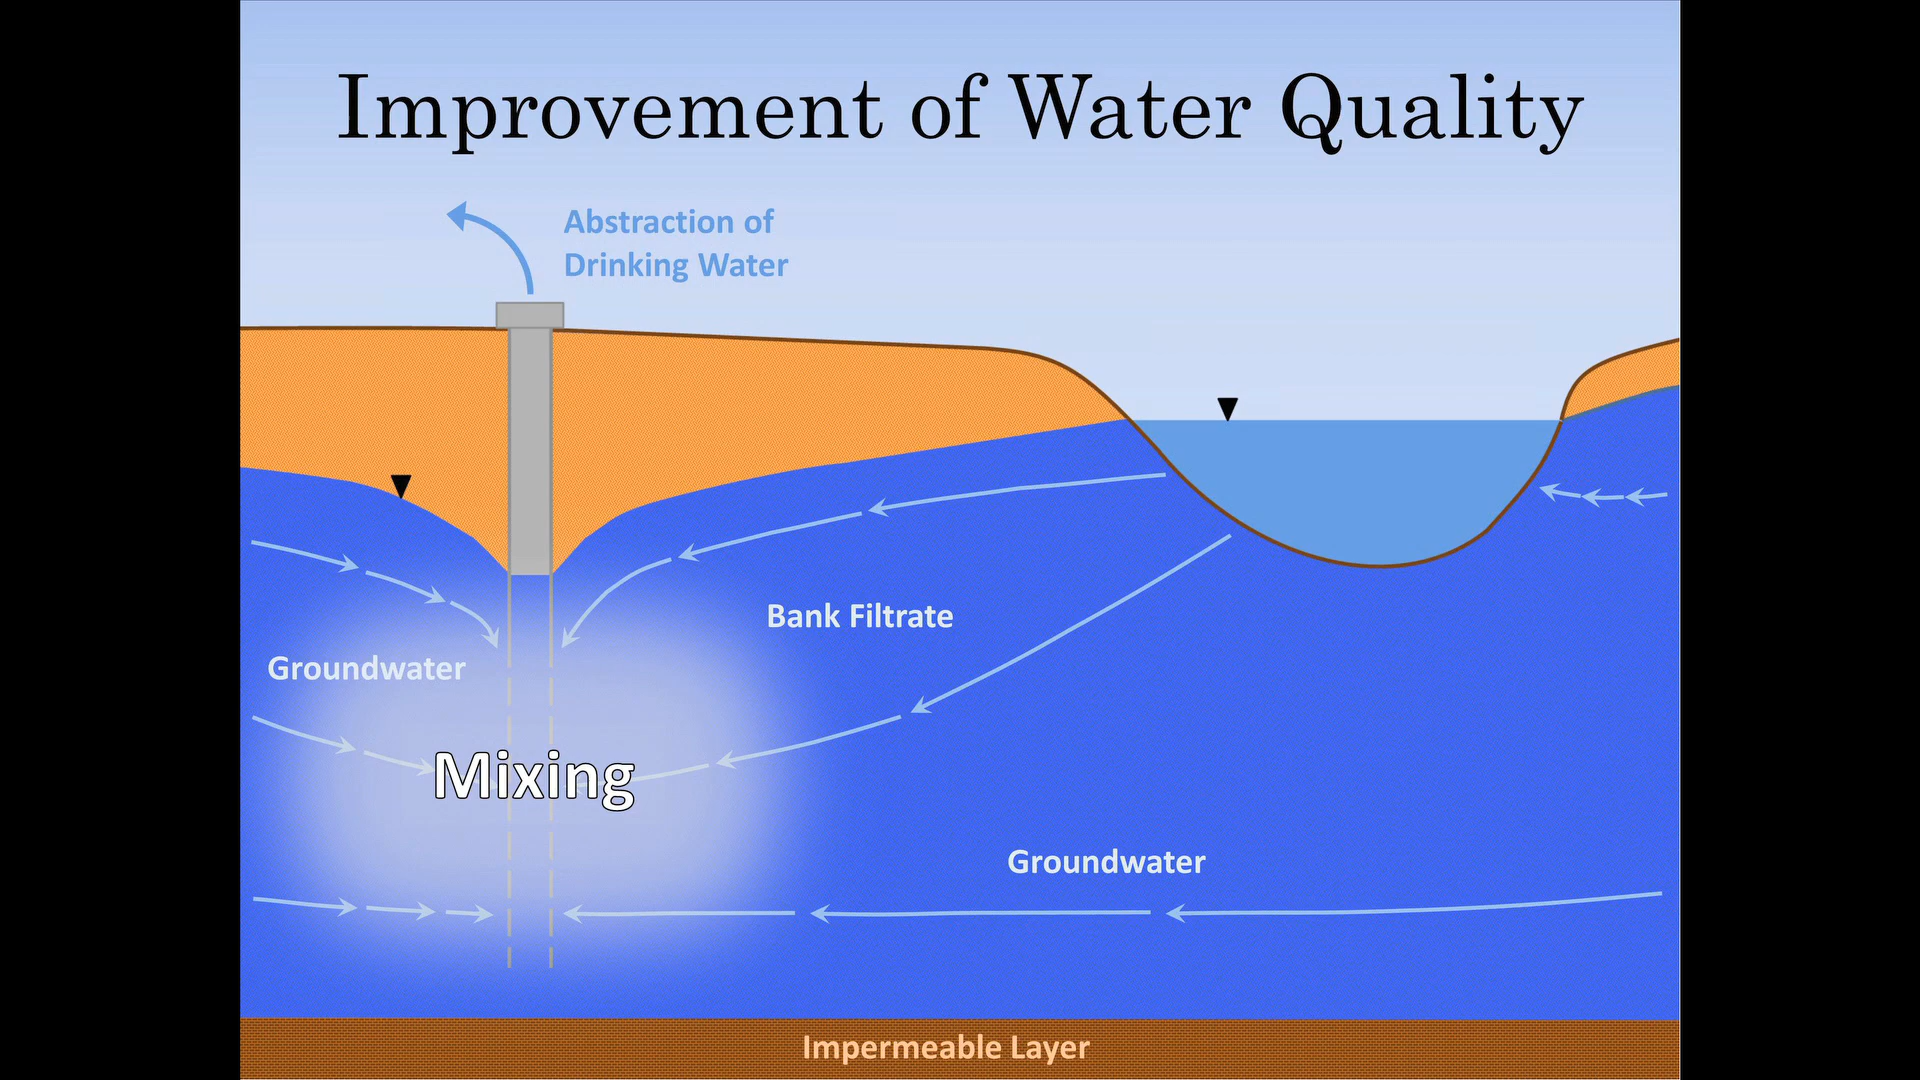 Improvement of Water Quality
Abstraction of
Drinking Water
Bank Filtrate
Groundwater
Mixing
Groundwater
Impermeable Layer